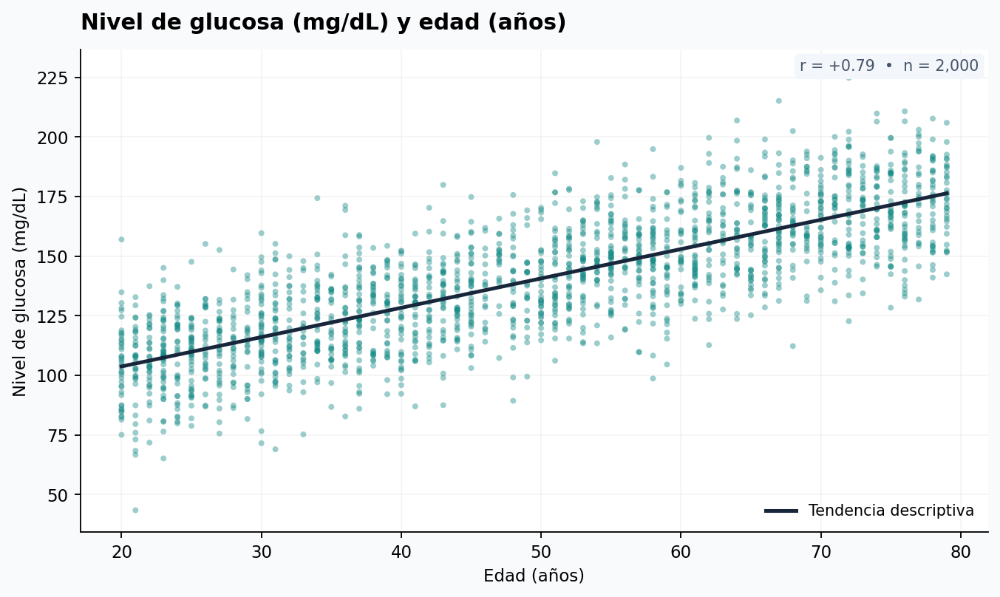 Nivel de glucosa (mg/dL) y edad (años)
r = +0.79 • n = 2,000
225
200
175
150
125
100
75
50
Nivel de glucosa (mg/dL)
Tendencia descriptiva
20 30 40 50 60 70 80
Edad (años)